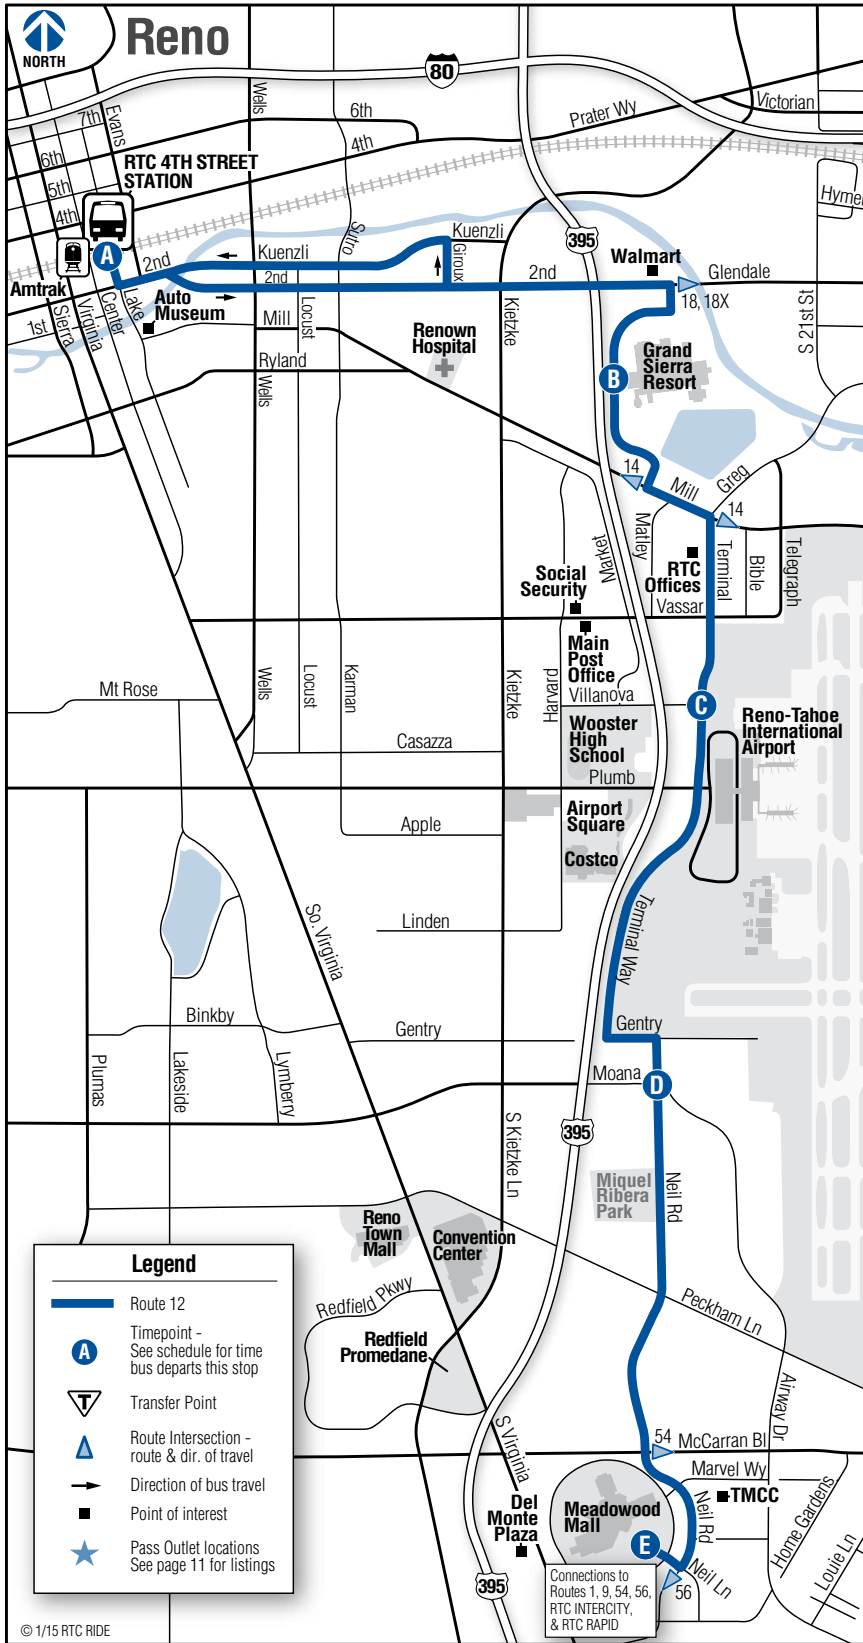 Reno
NORTH
80
395
Wells
6th
4th
Prater Wy
Victorian
7th
Evans
6th
5th
4th
RTC 4TH STREET
STATION
Hymer
A
Amtrak
2nd
Kuenzli
Sutro
Kuenzli
Giroux
395
Walmart
2nd
2nd
Glendale
18, 18X
1st
Sierra
Virginia
Center
Lake
Auto
Museum
Mill
Locust
Kietzke
S 21st St
Renown
Hospital
Ryland
Wells
Grand
Sierra
Resort
B
14
Mill
Greg
14
Market
Matley
RTC
Offices
Terminal
Bible
Telegraph
Social
Security
Vassar
Main
Post
Office
Mt Rose
Wells
Locust
Karman
Kietzke
Harvard
Villanova
C
Reno-Tahoe
International
Airport
Casazza
Wooster
High
School
Plumb
Apple
Airport
Square
Costco
So. Virginia
Linden
Terminal Way
Binkby
Gentry
Gentry
Plumas
Lakeside
Lymberry
Moana
D
S Kietzke Ln
395
Miquel
Ribera
Park
Neil Rd
Reno
Town
Mall
Convention
Center
Redfield Pkwy
Peckham Ln
Redfield
Promedane
Airway Dr
S Virginia
54
McCarran Bl
Marvel Wy
Del
Monte
Plaza
Meadowood
Mall
Neil Rd
TMCC
E
Home Gardens
Louie Ln
Neil Ln
56
395
Connections to
Routes 1, 9, 54, 56,
RTC INTERCITY,
& RTC RAPID
Legend
Route 12
A
Timepoint -
See schedule for time
bus departs this stop
T
Transfer Point
Route Intersection -
route & dir. of travel
Direction of bus travel
Point of interest
Pass Outlet locations
See page 11 for listings
© 1/15 RTC RIDE